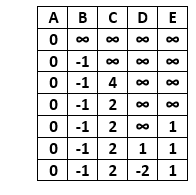 A B C D E
0 ∞ ∞ ∞ ∞
0 -1 ∞ ∞ ∞
0 -1 4 ∞ ∞
0 -1 2 ∞ ∞
0 -1 2 ∞ 1
0 -1 2 1 1
0 -1 2 -2 1